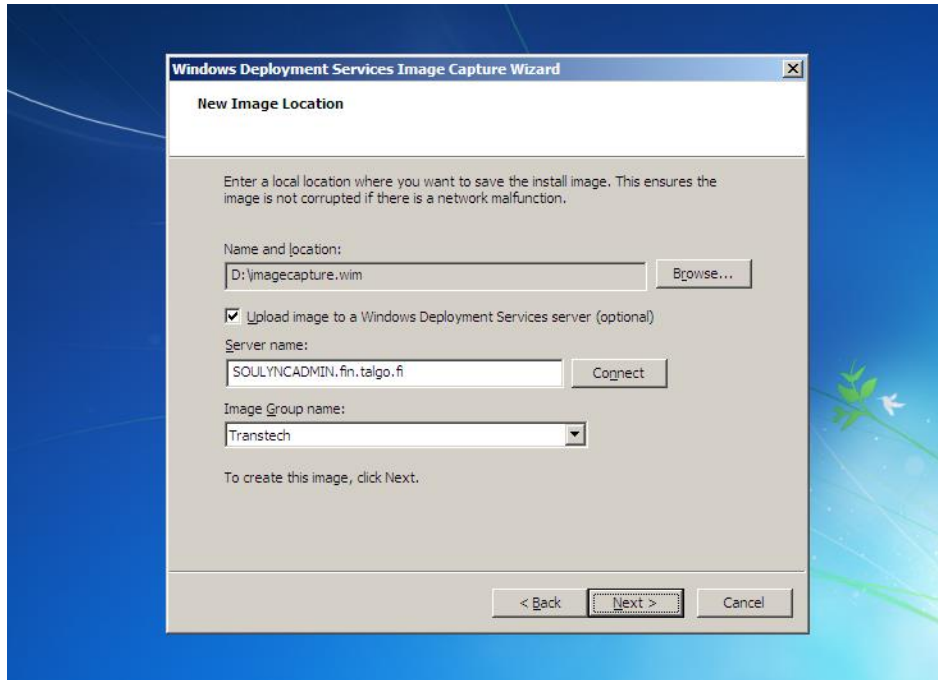 Windows Deployment Services Image Capture Wizard
New Image Location
Enter a local location where you want to save the install image. This ensures the
image is not corrupted if there is a network malfunction.
Name and location:
D:\imagecapture.wim
Browse...
Upload image to a Windows Deployment Services server (optional)
Server name:
SOULYNCADMIN.fin.talgo.fi
Connect
Image Group name:
Transtech
To create this image, click Next.
< Back
Next >
Cancel